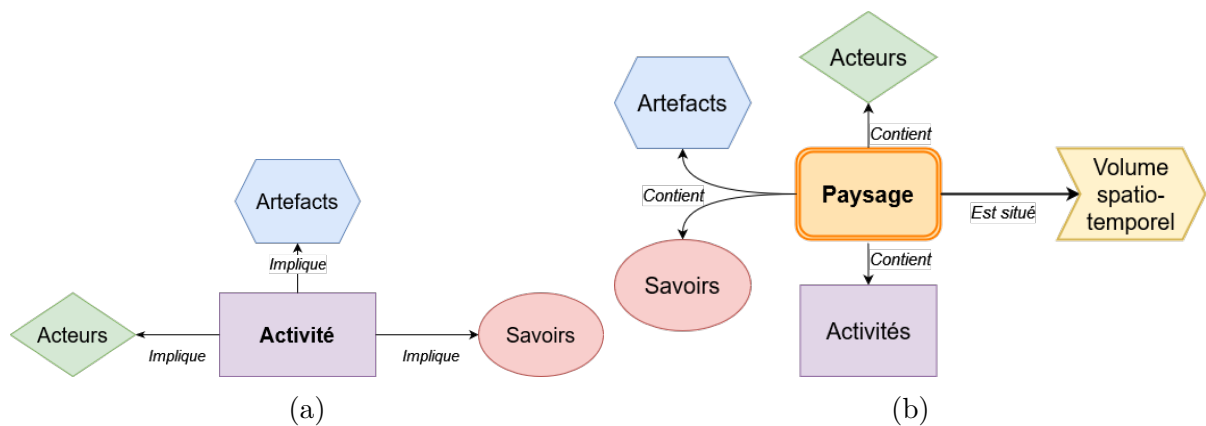 Artefacts
Implique
Acteurs
Implique
Activité
Implique
Savoirs
(a)
Acteurs
Artefacts
Contient
Contient
Paysage
Est situé
Volume
spatio-
temporel
Savoirs
Contient
Activités
(b)